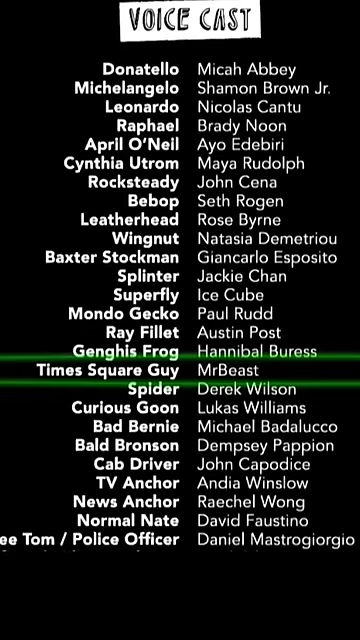 VOICE CAST
Donatello Micah Abbey
Michelangelo Shamon Brown Jr.
Leonardo Nicolas Cantu
Raphael Brady Noon
April O'Neil Ayo Edebiri
Cynthia Utrom Maya Rudolph
Rocksteady John Cena
Bebop Seth Rogen
Leatherhead Rose Byrne
Wingnut Natasia Demetriou
Baxter Stockman Giancarlo Esposito
Splinter Jackie Chan
Superfly Ice Cube
Mondo Gecko Paul Rudd
Ray Fillet Austin Post
Genghis Frog Hannibal Buress
Times Square Guy MrBeast
Spider Derek Wilson
Curious Goon Lukas Williams
Bad Bernie Michael Badalucco
Bald Bronson Dempsey Pappion
Cab Driver John Capodice
TV Anchor Andia Winslow
News Anchor Raechel Wong
Normal Nate David Faustino
ee Tom / Police Officer Daniel Mastrogiorgio